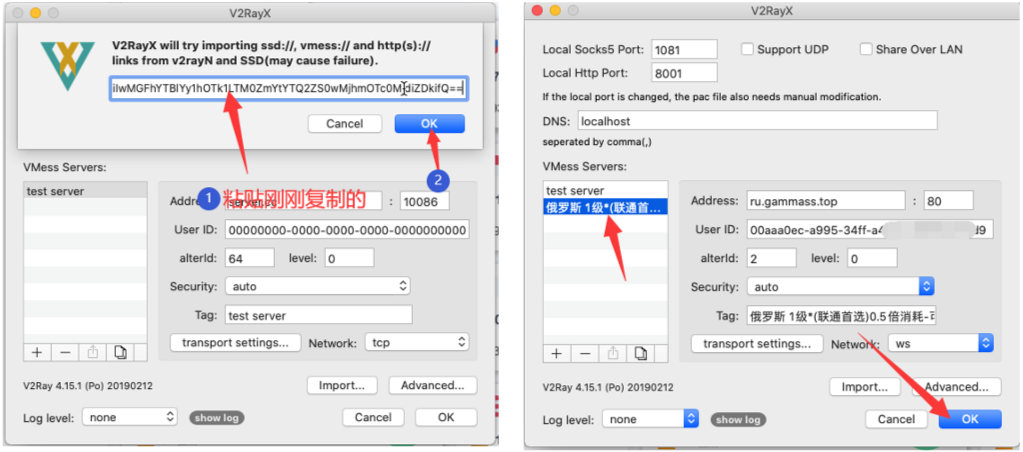 V2RayX
V2RayX will try importing ssd://, vmess:// and http(s)://
links from v2rayN and SSD(may cause failure).
Cancel
OK
VMess Servers:
test server
1 粘贴刚刚复制的
2
: 10086
User ID: 00000000-0000-0000-0000-0000000000
alterId: 64 level: 0
Security: auto
Tag: test server
transport settings... Network: tcp
V2Ray 4.15.1 (Po) 20190212
Import... Advanced...
Log level: none show log Cancel OK
V2RayX
Local Socks5 Port: 1081 Support UDP Share Over LAN
Local Http Port: 8001
If the local port is changed, the pac file also needs manual modification.
DNS: localhost
seperated by comma(,)
VMess Servers:
test server
俄罗斯 1级*(联通首...
Address: ru.gammass.top : 80
User ID: 00aaa0ec-a995-34ff-a
alterId: 2 level: 0
Security: auto
Tag: 俄罗斯 1级*(联通首选)0.5倍消耗-
transport settings... Network: ws
V2Ray 4.15.1 (Po) 20190212
Import... Advanced...
Log level: none show log Cancel OK